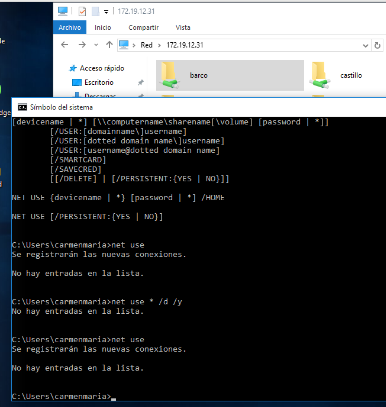 172.19.12.31
Archivo
Inicio
Compartir
Vista
Red
172.19.12.31
Acceso rápido
Escritorio
barco
castillo
Símbolo del sistema
[devicename | *] [\\computername\sharename[\volume] [password | *]]
[/USER:[domainname\]username]
[/USER:[dotted domain name\]username]
[/USER:[username@dotted domain name]
[/SMARTCARD]
[/SAVECRED]
[[/DELETE] | [/PERSISTENT:{YES | NO}]]
NET USE {devicename | *} [password | *] /HOME
NET USE [/PERSISTENT:{YES | NO}]
C:\Users\carmenmaria>net use
Se registrarán las nuevas conexiones.
No hay entradas en la lista.
C:\Users\carmenmaria>net use * /d /y
No hay entradas en la lista.
C:\Users\carmenmaria>net use
Se registrarán las nuevas conexiones.
No hay entradas en la lista.
C:\Users\carmenmaria>